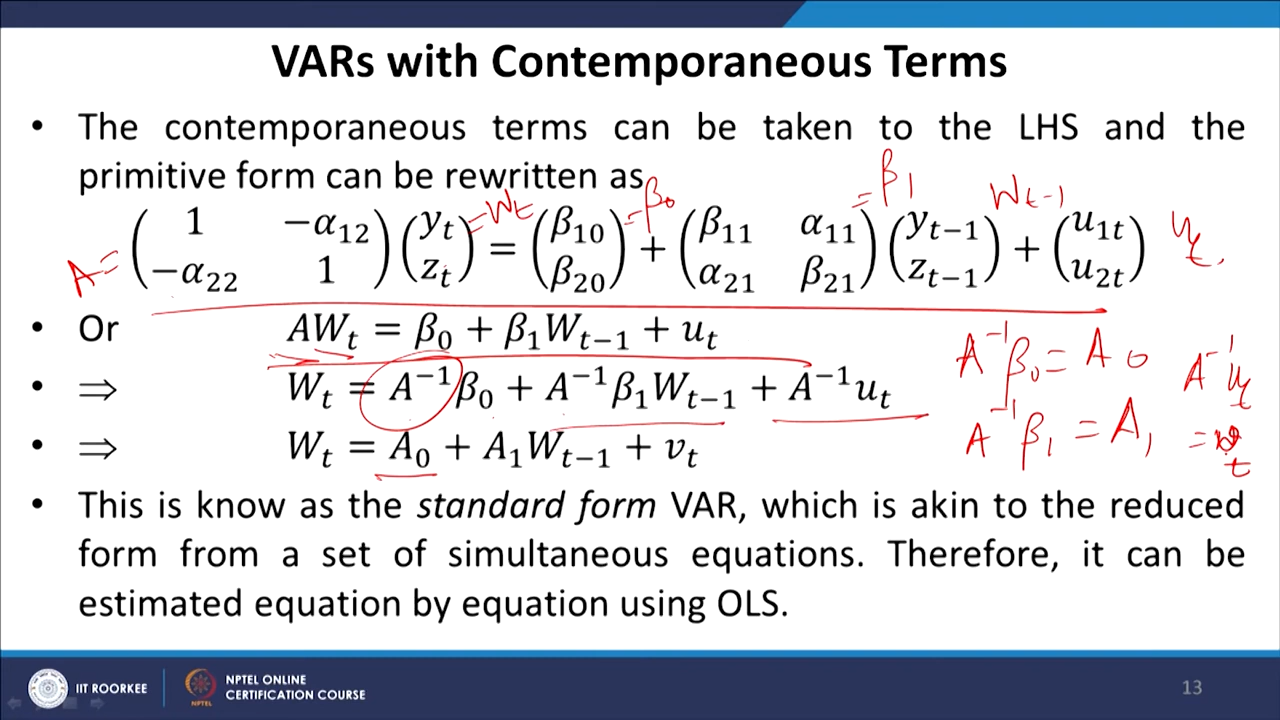 VARs with Contemporaneous Terms
• The contemporaneous terms can be taken to the LHS and the
primitive form can be rewritten as
A = ( 1 −α₁₂ ; −α₂₂ 1 ) ( yₜ ; zₜ ) = Wₜ = ( β₁₀ ; β₂₀ ) = β₀ + ( β₁₁ α₁₁ ; α₂₁ β₂₁ ) = β₁ ( yₜ₋₁ ; zₜ₋₁ ) Wₜ₋₁ + ( u₁ₜ ; u₂ₜ ) uₜ
• Or AWₜ = β₀ + β₁Wₜ₋₁ + uₜ
• ⇒ Wₜ = A⁻¹β₀ + A⁻¹β₁Wₜ₋₁ + A⁻¹uₜ
• ⇒ Wₜ = A₀ + A₁Wₜ₋₁ + vₜ
A⁻¹β₀ = A₀
A⁻¹β₁ = A₁
A⁻¹uₜ
= vₜ
• This is know as the standard form VAR, which is akin to the reduced
form from a set of simultaneous equations. Therefore, it can be
estimated equation by equation using OLS.
IIT ROORKEE
NPTEL ONLINE
CERTIFICATION COURSE
NPTEL
13